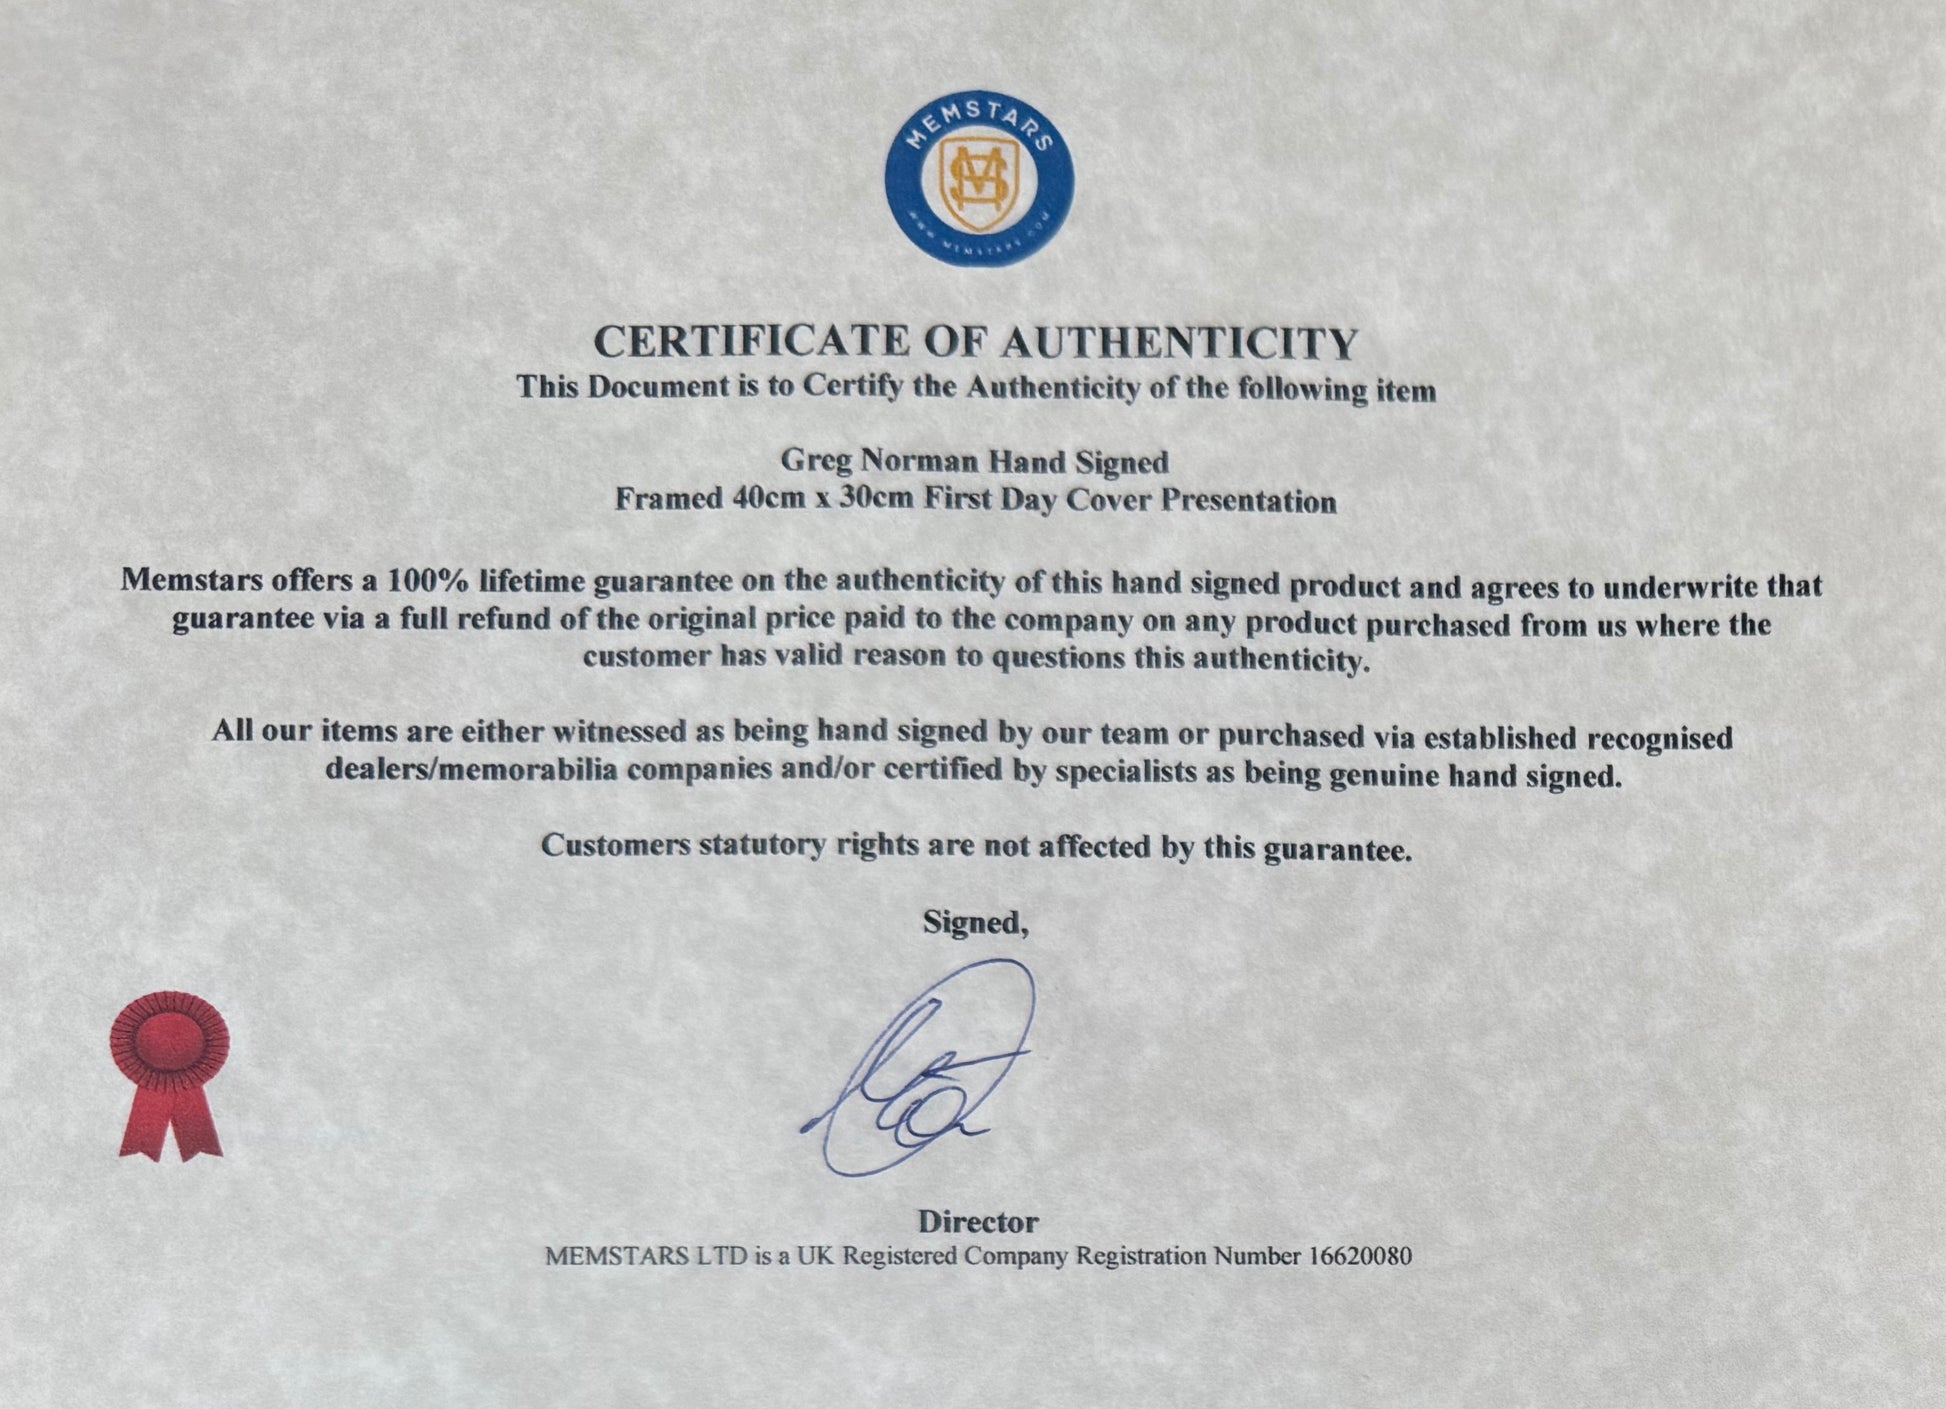 MEMSTARS
WWW.MEMSTARS.COM
CERTIFICATE OF AUTHENTICITY
This Document is to Certify the Authenticity of the following item
Greg Norman Hand Signed
Framed 40cm x 30cm First Day Cover Presentation
Memstars offers a 100% lifetime guarantee on the authenticity of this hand signed product and agrees to underwrite that
guarantee via a full refund of the original price paid to the company on any product purchased from us where the
customer has valid reason to questions this authenticity.
All our items are either witnessed as being hand signed by our team or purchased via established recognised
dealers/memorabilia companies and/or certified by specialists as being genuine hand signed.
Customers statutory rights are not affected by this guarantee.
Signed,
Director
MEMSTARS LTD is a UK Registered Company Registration Number 16620080